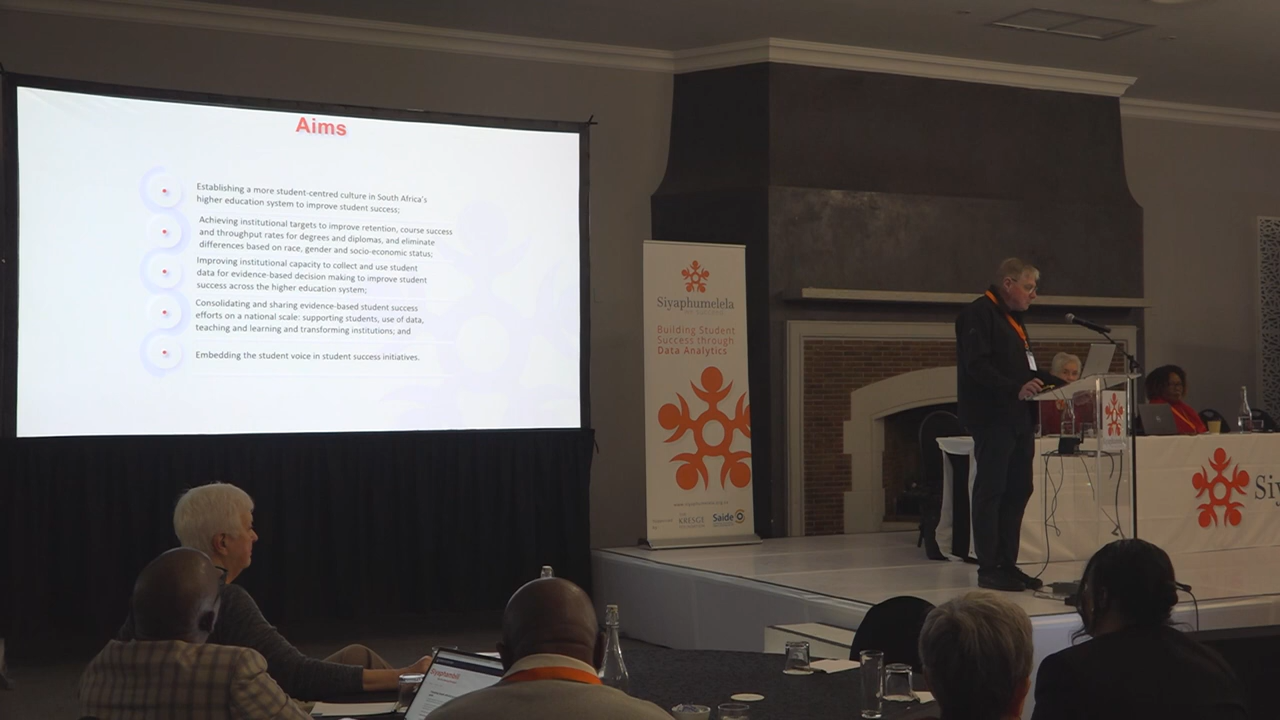 Aims
Establishing a more student-centred culture in South Africa's
higher education system to improve student success;
Achieving institutional targets to improve retention, course success
and throughput rates for degrees and diplomas, and eliminate
differences based on race, gender and socio-economic status;
Improving institutional capacity to collect and use student
data for evidence-based decision making to improve student
success across the higher education system;
Consolidating and sharing evidence-based student success
efforts on a national scale: supporting students, use of data,
teaching and learning and transforming institutions; and
Embedding the student voice in student success initiatives.
Siyaphumelela
Building Student
Success through
Data Analytics
KRESGE
Saide
Siy